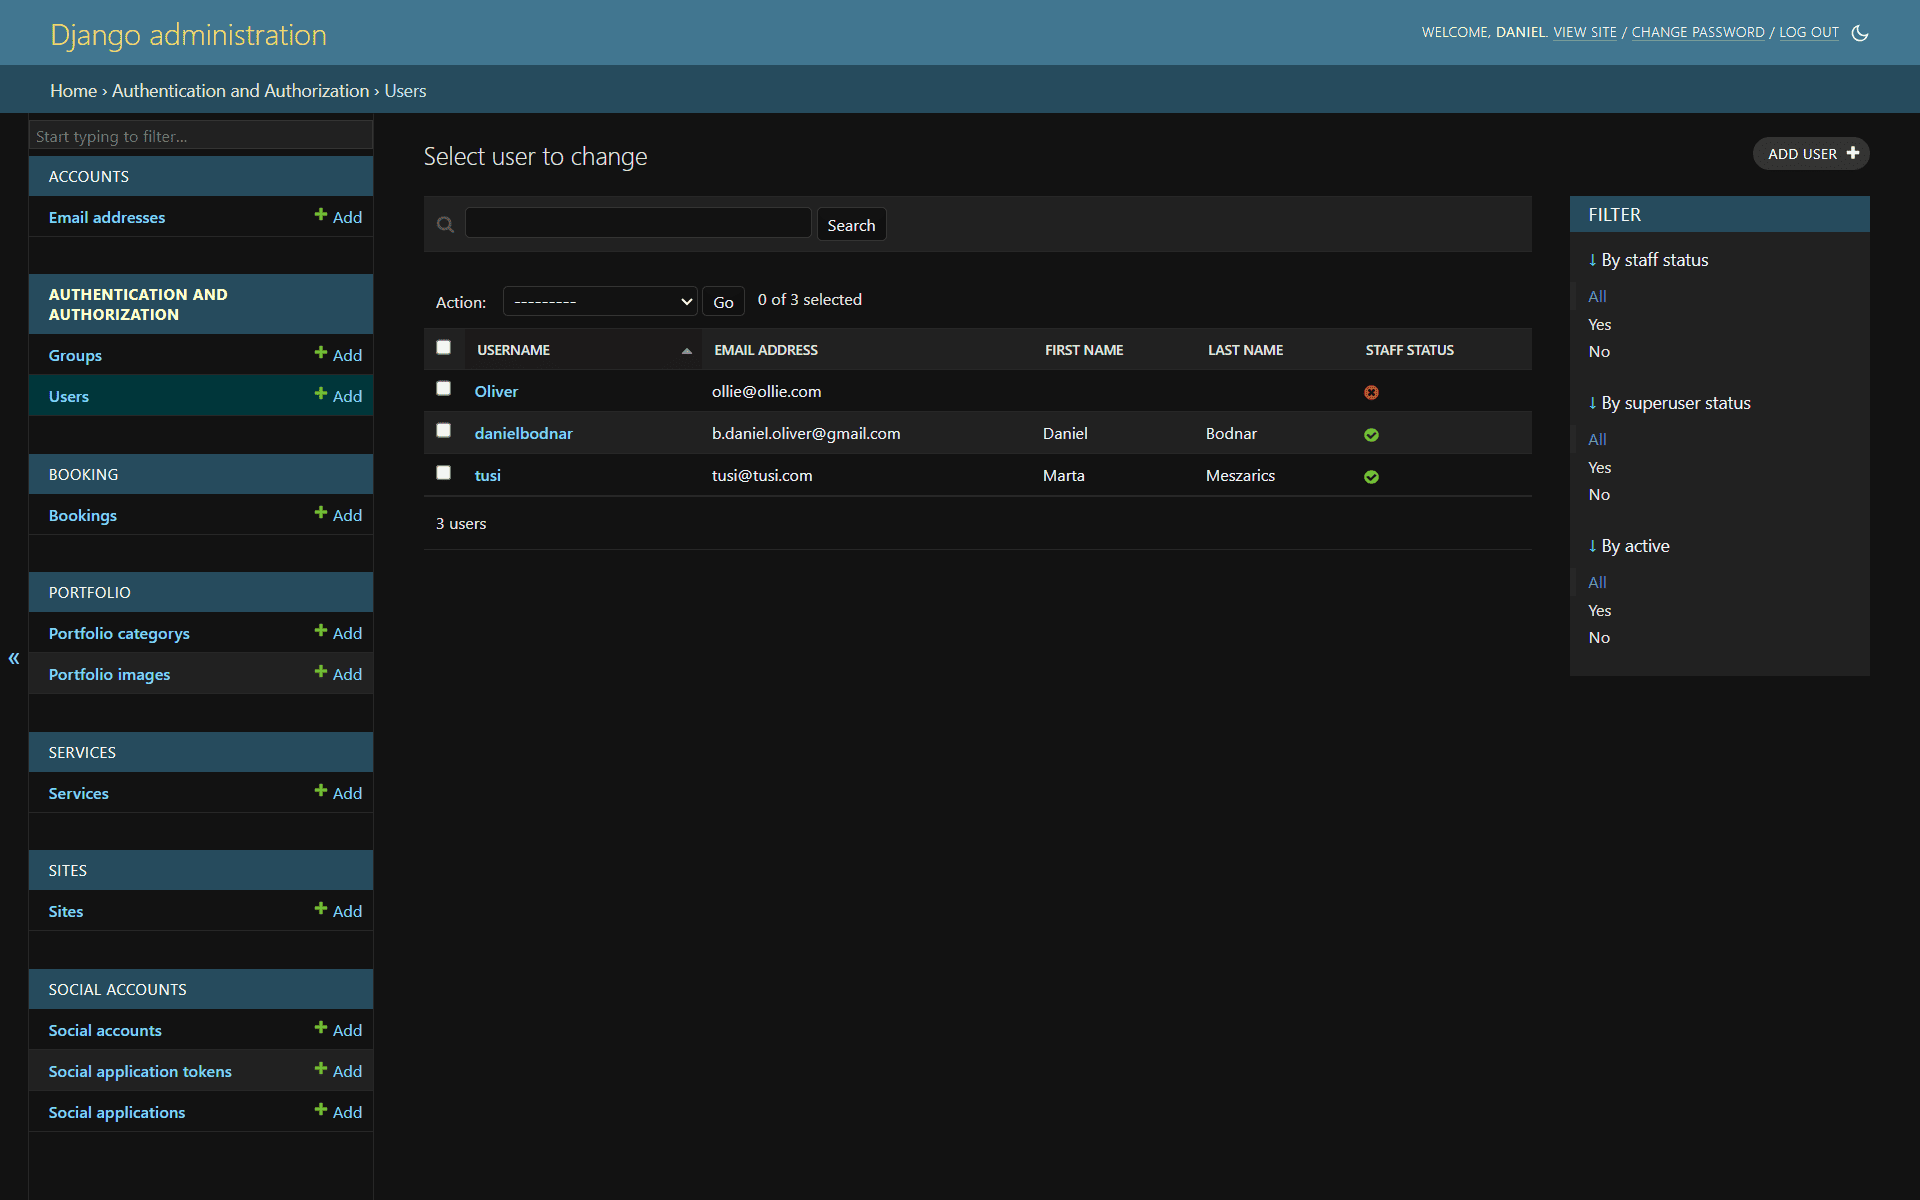 Django administration
WELCOME, DANIEL. VIEW SITE / CHANGE PASSWORD / LOG OUT
Home › Authentication and Authorization › Users
Start typing to filter...
ACCOUNTS
Email addresses Add
AUTHENTICATION AND
AUTHORIZATION
Groups Add
Users Add
BOOKING
Bookings Add
PORTFOLIO
Portfolio categorys Add
Portfolio images Add
SERVICES
Services Add
SITES
Sites Add
SOCIAL ACCOUNTS
Social accounts Add
Social application tokens Add
Social applications Add
«
Select user to change
ADD USER
Search
Action: --------- Go 0 of 3 selected
USERNAME EMAIL ADDRESS FIRST NAME LAST NAME STAFF STATUS
Oliver ollie@ollie.com
danielbodnar b.daniel.oliver@gmail.com Daniel Bodnar
tusi tusi@tusi.com Marta Meszarics
3 users
FILTER
↓ By staff status
All
Yes
No
↓ By superuser status
All
Yes
No
↓ By active
All
Yes
No